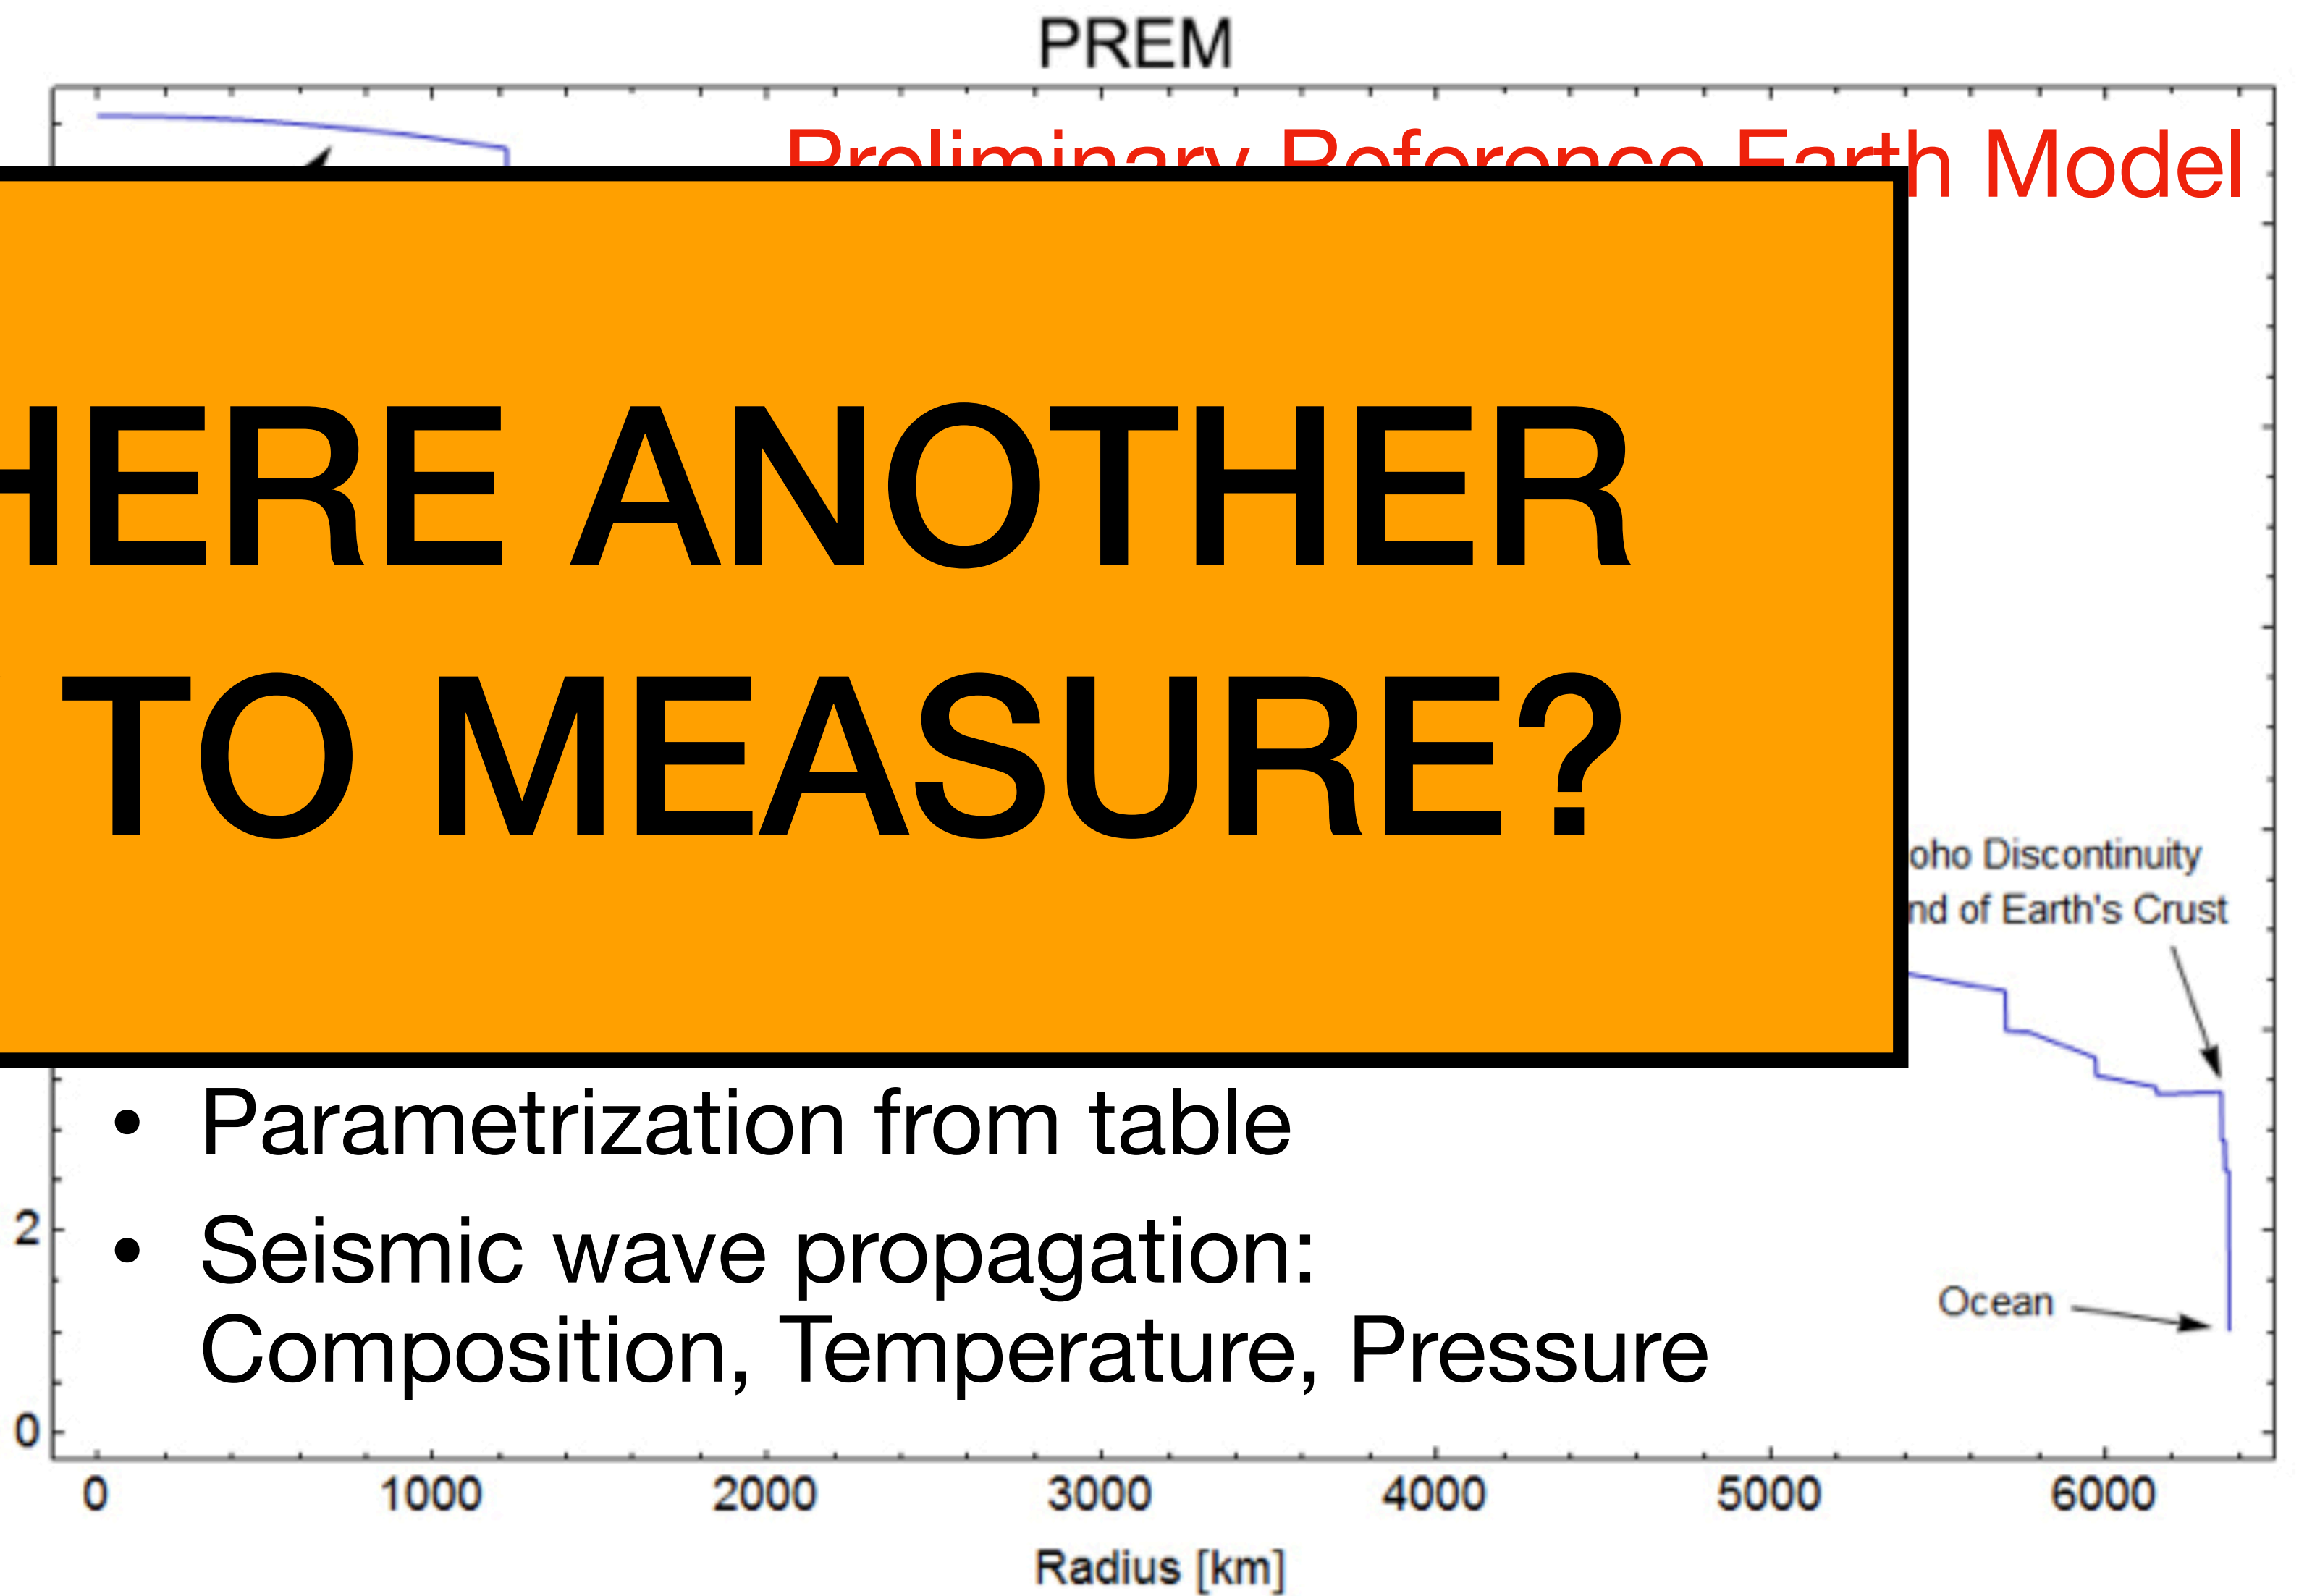 PREM
Preliminary Reference Earth Model
HERE ANOTHER
TO MEASURE?
oho Discontinuity
nd of Earth's Crust
• Parametrization from table
2
• Seismic wave propagation:
Composition, Temperature, Pressure
Ocean
0
0 1000 2000 3000 4000 5000 6000
Radius [km]